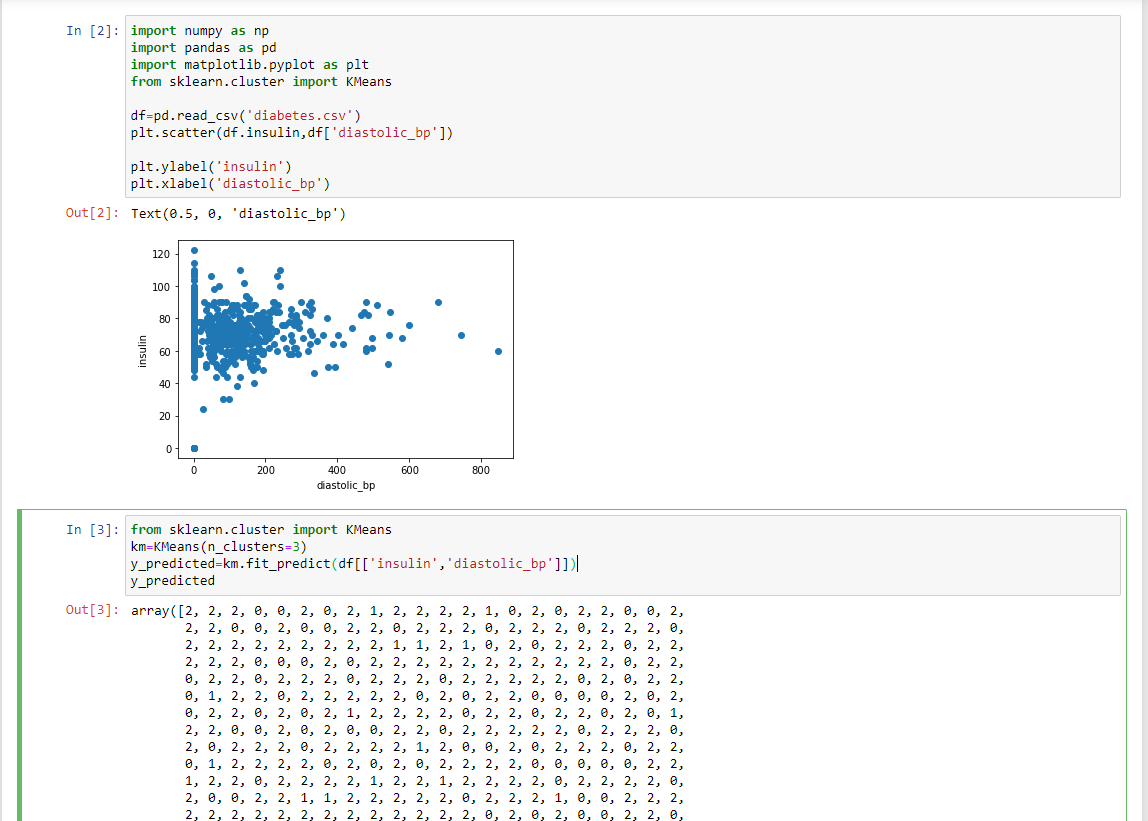 In [2]: import numpy as np
import pandas as pd
import matplotlib.pyplot as plt
from sklearn.cluster import KMeans
df=pd.read_csv('diabetes.csv')
plt.scatter(df.insulin,df['diastolic_bp'])
plt.ylabel('insulin')
plt.xlabel('diastolic_bp')
Out[2]: Text(0.5, 0, 'diastolic_bp')
120
100
80
60
40
20
0
insulin
0 200 400 600 800
diastolic_bp
In [3]: from sklearn.cluster import KMeans
km=KMeans(n_clusters=3)
y_predicted=km.fit_predict(df[['insulin','diastolic_bp']])
y_predicted
Out[3]: array([2, 2, 2, 0, 0, 2, 0, 2, 1, 2, 2, 2, 2, 1, 0, 2, 0, 2, 2, 0, 0, 2,
2, 2, 0, 0, 2, 0, 0, 2, 2, 0, 2, 2, 2, 0, 2, 2, 2, 0, 2, 2, 2, 0,
2, 2, 2, 2, 2, 2, 2, 2, 2, 1, 1, 2, 1, 0, 2, 0, 2, 2, 2, 0, 2, 2,
2, 2, 2, 0, 0, 0, 2, 0, 2, 2, 2, 2, 2, 2, 2, 2, 2, 2, 2, 0, 2, 2,
0, 2, 2, 0, 2, 2, 2, 0, 2, 2, 2, 0, 2, 2, 2, 2, 2, 0, 2, 0, 2, 2,
0, 1, 2, 2, 0, 2, 2, 2, 2, 2, 0, 2, 0, 2, 2, 0, 0, 0, 0, 2, 0, 2,
0, 2, 2, 0, 2, 0, 2, 1, 2, 2, 2, 2, 0, 2, 2, 0, 2, 2, 0, 2, 0, 1,
2, 2, 0, 0, 2, 0, 2, 0, 0, 2, 2, 0, 2, 2, 2, 2, 2, 0, 2, 2, 2, 0,
2, 0, 2, 2, 2, 0, 2, 2, 2, 2, 1, 2, 0, 0, 2, 0, 2, 2, 2, 0, 2, 2,
0, 1, 2, 2, 2, 2, 0, 2, 0, 2, 0, 2, 2, 2, 2, 0, 0, 0, 0, 0, 2, 2,
1, 2, 2, 0, 2, 2, 2, 2, 1, 2, 2, 1, 2, 2, 2, 2, 0, 2, 2, 2, 2, 0,
2, 0, 0, 2, 2, 1, 1, 2, 2, 2, 2, 2, 0, 2, 2, 2, 1, 0, 0, 2, 2, 2,
2, 2, 2, 2, 2, 2, 2, 2, 2, 2, 2, 2, 2, 0, 2, 0, 2, 0, 0, 2, 2, 0,